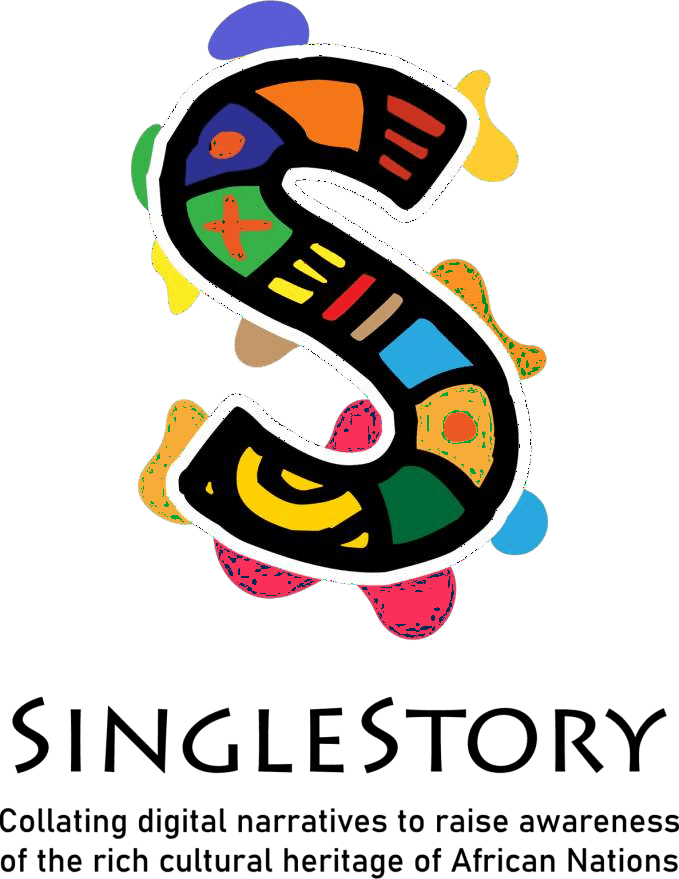 S
SINGLESTORY
Collating digital narratives to raise awareness
of the rich cultural heritage of African Nations